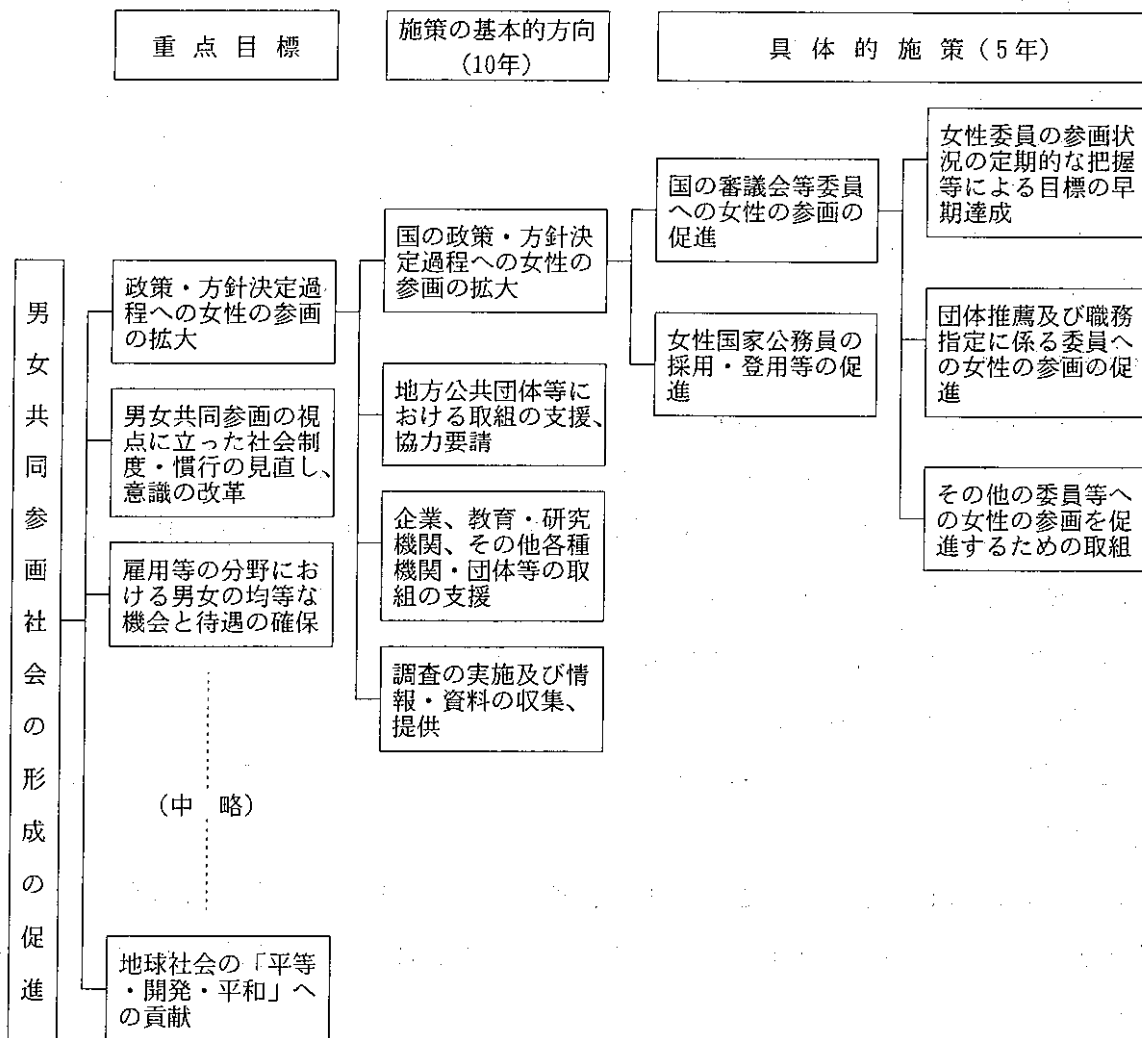 重点目標
施策の基本的方向
(10年)
具体的施策(5年)
男女共同参画社会の形成の促進
政策・方針決定過
程への女性の参画
の拡大
男女共同参画の視
点に立った社会制
度・慣行の見直し、
意識の改革
雇用等の分野にお
ける男女の均等な
機会と待遇の確保
(中略)
地球社会の「平等
・開発・平和」へ
の貢献
国の政策・方針決
定過程への女性の
参画の拡大
地方公共団体等に
おける取組の支援、
協力要請
企業、教育・研究
機関、その他各種
機関・団体等の取
組の支援
調査の実施及び情
報・資料の収集、
提供
国の審議会等委員
への女性の参画の
促進
女性国家公務員の
採用・登用等の促
進
女性委員の参画状
況の定期的な把握
等による目標の早
期達成
団体推薦及び職務
指定に係る委員へ
の女性の参画の促
進
その他の委員等へ
の女性の参画を促
進するための取組